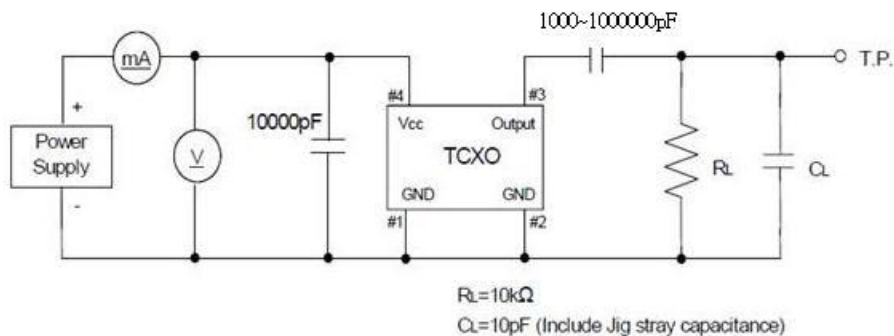 1000~1000000pF
mA
T.P.
#4
#3
+
10000pF
Vcc
Output
Power
Supply
V
TCXO
RL
CL
GND
GND
-
#1
#2
RL=10kΩ
CL=10pF (Include Jig stray capacitance)